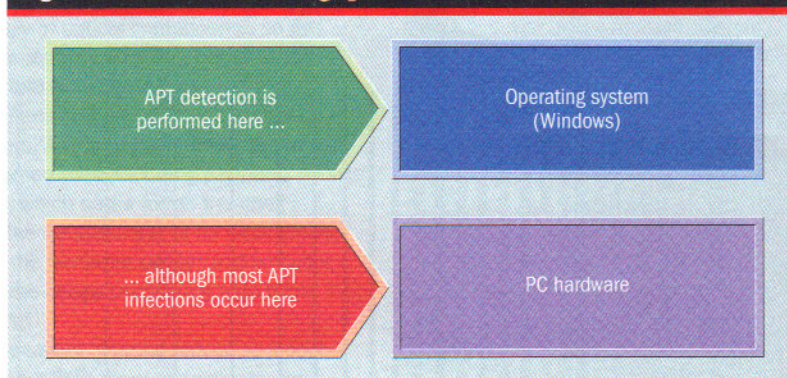 APT detection is
performed here ...
Operating system
(Windows)
... although most APT
infections occur here
PC hardware